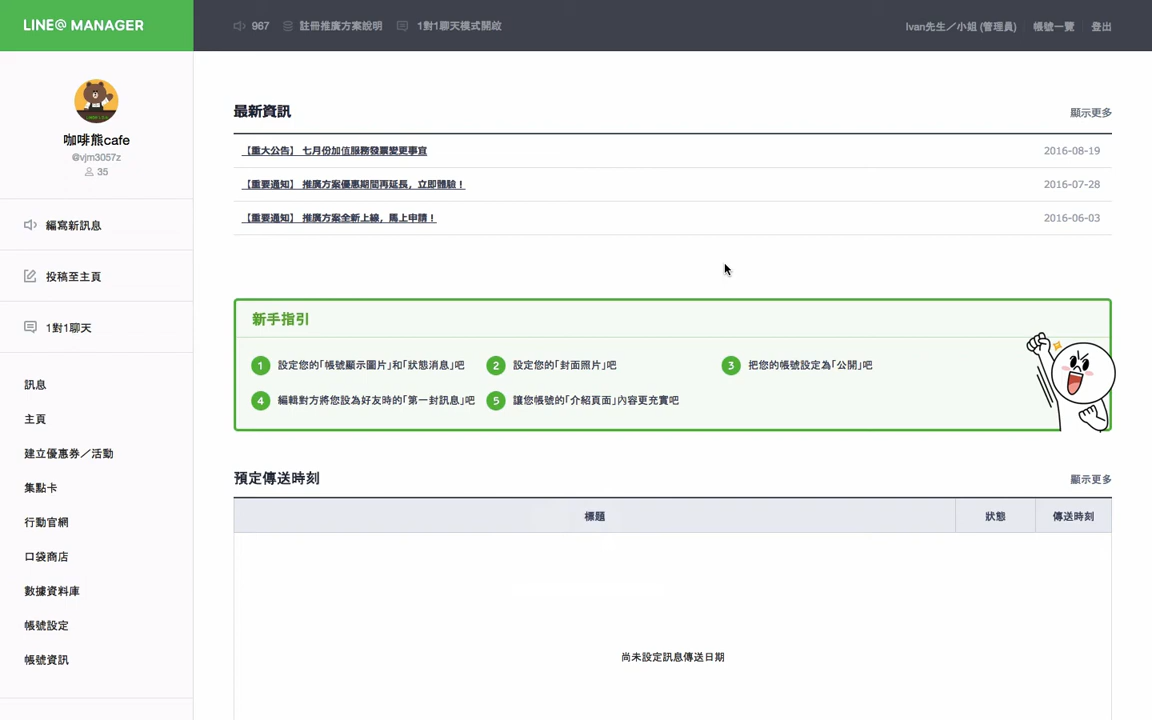 LINE@ MANAGER
967 註冊推廣方案說明 1對1聊天模式開啟
Ivan先生／小姐 (管理員) 帳號一覽 登出
咖啡熊cafe
@vjm3057z
35
編寫新訊息
投稿至主頁
1對1聊天
訊息
主頁
建立優惠券／活動
集點卡
行動官網
口袋商店
數據資料庫
帳號設定
帳號資訊
最新資訊 顯示更多
【重大公告】 七月份加值服務發票變更事宜 2016-08-19
【重要通知】 推廣方案優惠期間再延長，立即體驗！ 2016-07-28
【重要通知】 推廣方案全新上線，馬上申請！ 2016-06-03
新手指引
1 設定您的「帳號顯示圖片」和「狀態消息」吧 2 設定您的「封面照片」吧 3 把您的帳號設定為「公開」吧
4 編輯對方將您設為好友時的「第一封訊息」吧 5 讓您帳號的「介紹頁面」內容更充實吧
預定傳送時刻 顯示更多
標題 狀態 傳送時刻
尚未設定訊息傳送日期